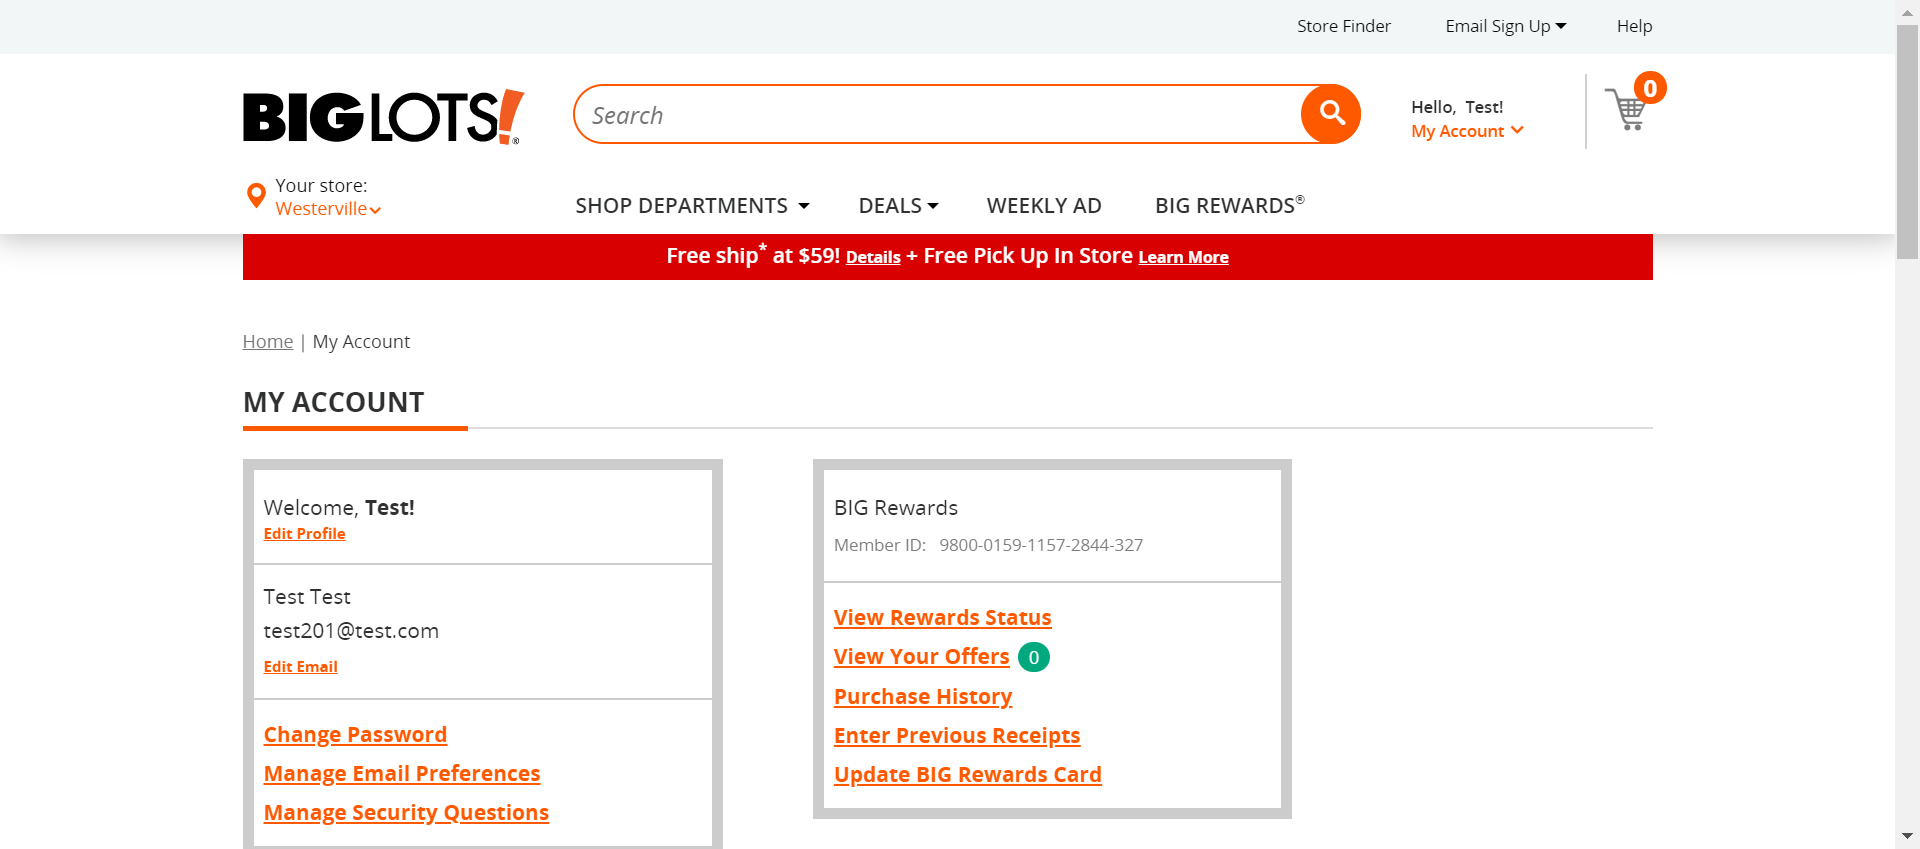 Store Finder
Email Sign Up
Help
BIG LOTS!®
Search
Hello, Test!
My Account
0
Your store:
Westerville
SHOP DEPARTMENTS
DEALS
WEEKLY AD
BIG REWARDS®
Free ship* at $59! Details + Free Pick Up In Store Learn More
Home | My Account
MY ACCOUNT
Welcome, Test!
Edit Profile
Test Test
test201@test.com
Edit Email
Change Password
Manage Email Preferences
Manage Security Questions
BIG Rewards
Member ID: 9800-0159-1157-2844-327
View Rewards Status
View Your Offers 0
Purchase History
Enter Previous Receipts
Update BIG Rewards Card